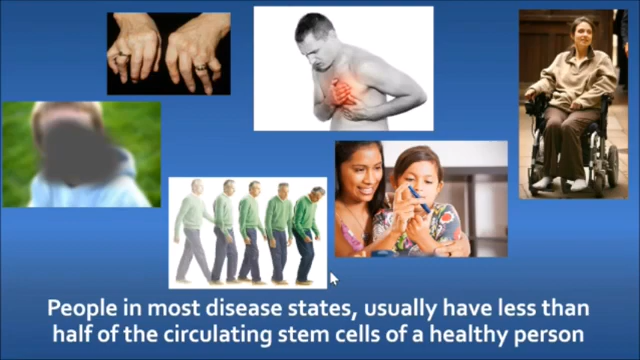 People in most disease states, usually have less than
half of the circulating stem cells of a healthy person